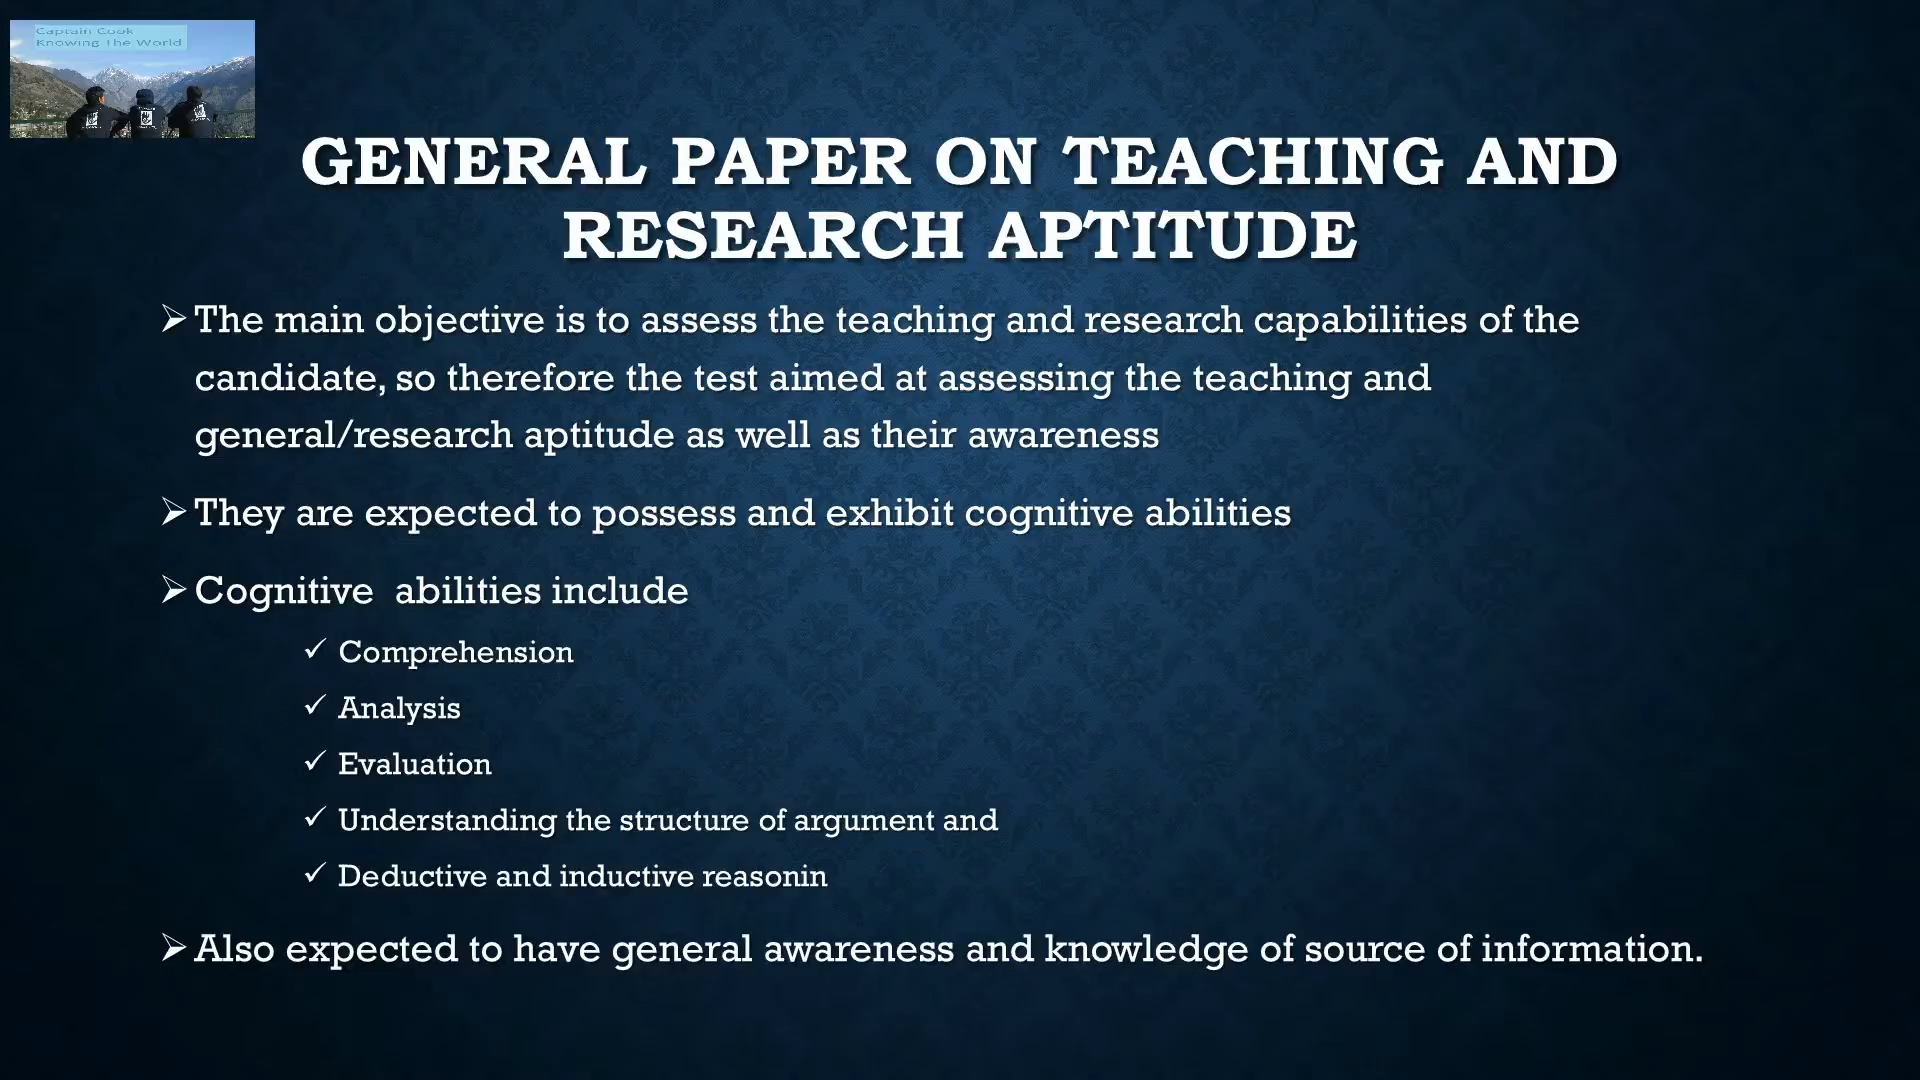 Captain Cook
Knowing The World
GENERAL PAPER ON TEACHING AND
RESEARCH APTITUDE
The main objective is to assess the teaching and research capabilities of the
candidate, so therefore the test aimed at assessing the teaching and
general/research aptitude as well as their awareness
They are expected to possess and exhibit cognitive abilities
Cognitive abilities include
Comprehension
Analysis
Evaluation
Understanding the structure of argument and
Deductive and inductive reasonin
Also expected to have general awareness and knowledge of source of information.